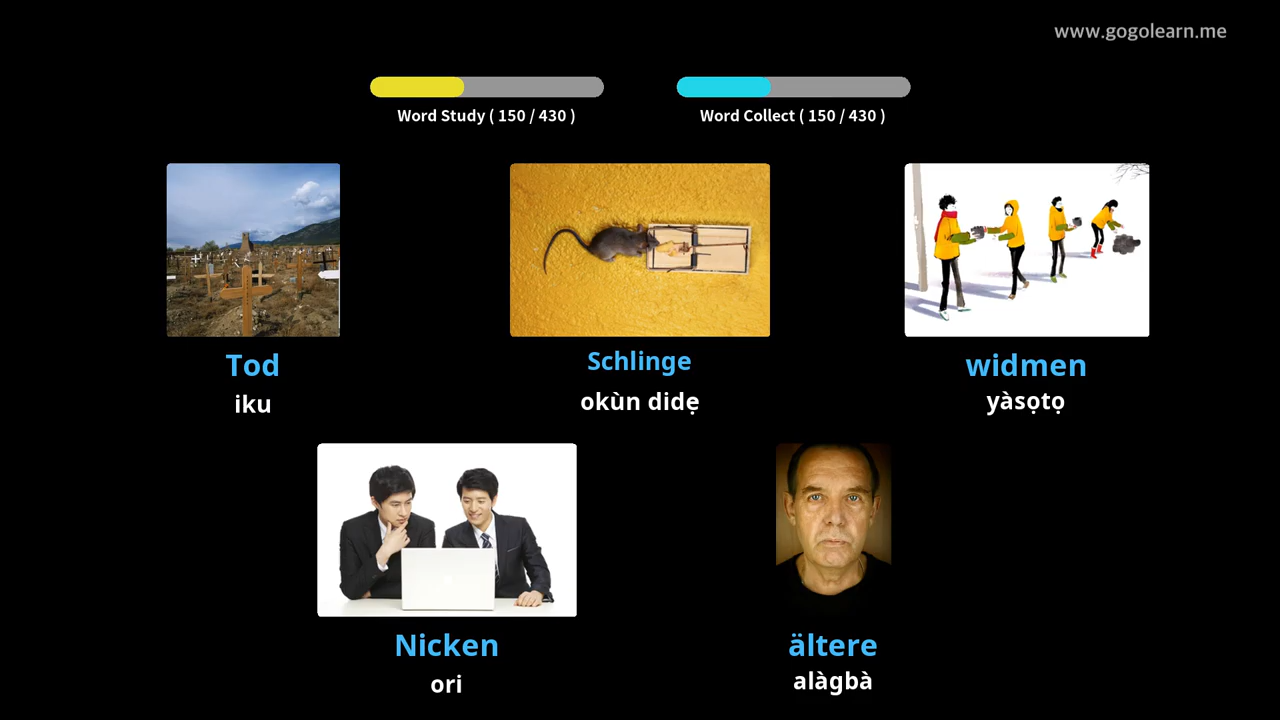 www.gogolearn.me
Word Study ( 150 / 430 )
Word Collect ( 150 / 430 )
Tod
iku
Schlinge
okùn didẹ
widmen
yàsọtọ
Nicken
ori
ältere
alàgbà